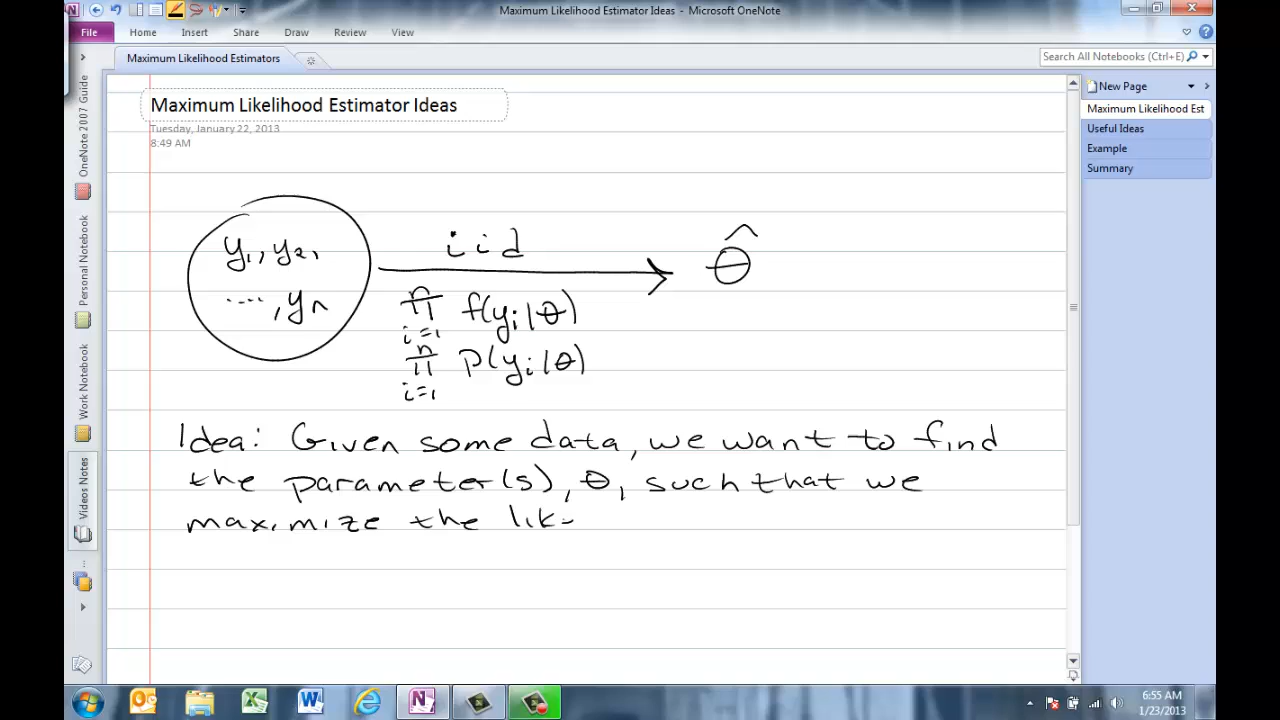 Maximum Likelihood Estimator Ideas - Microsoft OneNote
File Home Insert Share Draw Review View
Maximum Likelihood Estimators
Search All Notebooks (Ctrl+E)
New Page
Maximum Likelihood Est
Useful Ideas
Example
Summary
OneNote 2007 Guide
Personal Notebook
Work Notebook
Videos Notes
Maximum Likelihood Estimator Ideas
Tuesday, January 22, 2013
8:49 AM
y₁, y₂,
...., yn
i i d
n
Π f(yᵢ|θ)
i=1
n
Π P(yᵢ|θ)
i=1
θ̂
Idea: Given some data, we want to find
the parameter(s), θ, such that we
maximize the lik
6:55 AM
1/23/2013